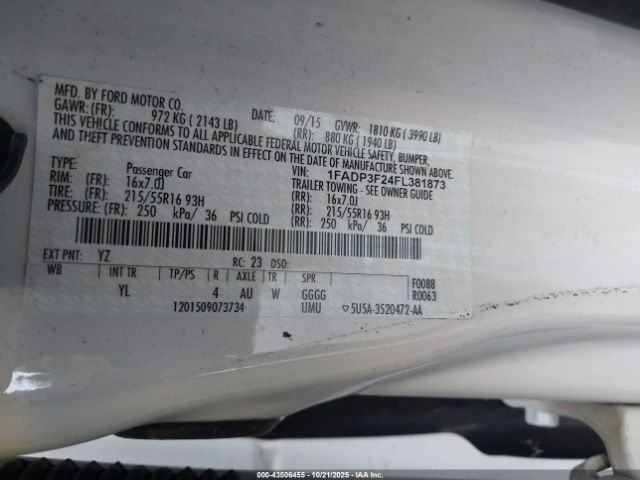 MFD. BY FORD MOTOR CO.
DATE: 09/15 GVWR: 1810 KG ( 3990 LB)
GAWR: (FR): 972 KG ( 2143 LB) (RR): 880 KG ( 1940 LB)
THIS VEHICLE CONFORMS TO ALL APPLICABLE FEDERAL MOTOR VEHICLE SAFETY, BUMPER,
AND THEFT PREVENTION STANDARDS IN EFFECT ON THE DATE OF MANUFACTURE SHOWN ABOVE.
VIN: 1FADP3F24FL381873
TYPE: Passenger Car TRAILER TOWING - SEE OWNER GUIDE
RIM: (FR): 16x7.0J (RR): 16x7.0J
TIRE: (FR): 215/55R16 93H (RR): 215/55R16 93H
PRESSURE: (FR): 250 kPa/ 36 PSI COLD (RR): 250 kPa/ 36 PSI COLD
EXT PNT: YZ RC: 23 DSO:
WB INT TR TP/PS R AXLE TR SPR F0088
YL 4 AU W GGGG R0063
1201509073734 UMU ▽5U5A-3520472-AA
000-43506455 - 10/21/2025 - IAAI (USA) INC. COPYRIGHT